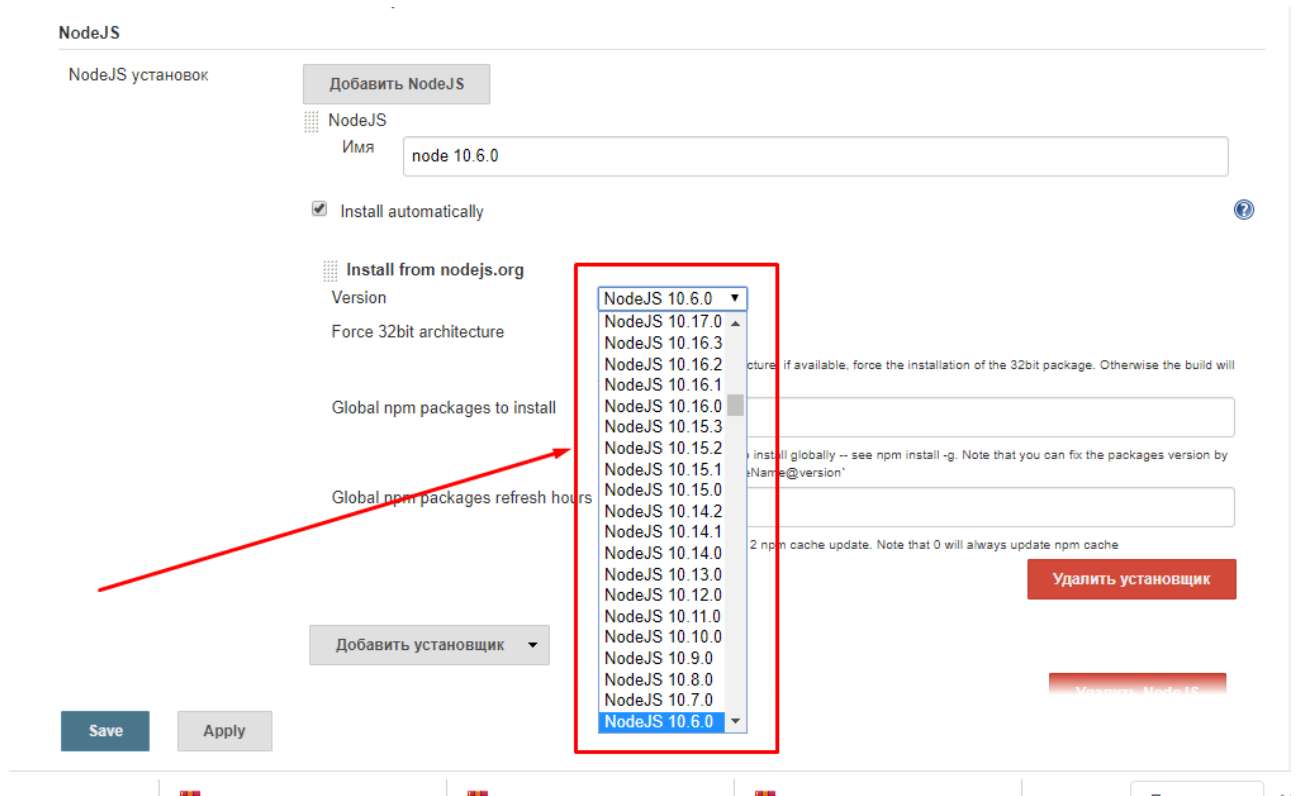 NodeJS
NodeJS установок
Добавить NodeJS
NodeJS
Имя
node 10.6.0
Install automatically
Install from nodejs.org
Version
NodeJS 10.6.0
Force 32bit architecture
NodeJS 10.17.0
NodeJS 10.16.3
NodeJS 10.16.2
if available, force the installation of the 32bit package. Otherwise the build will
NodeJS 10.16.1
Global npm packages to install
NodeJS 10.16.0
NodeJS 10.15.3
NodeJS 10.15.2
install globally -- see npm install -g. Note that you can fix the packages version by
NodeJS 10.15.1
eName@version`
Global npm packages refresh hours
NodeJS 10.15.0
NodeJS 10.14.2
NodeJS 10.14.1
NodeJS 10.14.0
2 npm cache update. Note that 0 will always update npm cache
NodeJS 10.13.0
Удалить установщик
NodeJS 10.12.0
NodeJS 10.11.0
NodeJS 10.10.0
Добавить установщик
NodeJS 10.9.0
NodeJS 10.8.0
NodeJS 10.7.0
Удалить NodeJS
NodeJS 10.6.0
Save
Apply